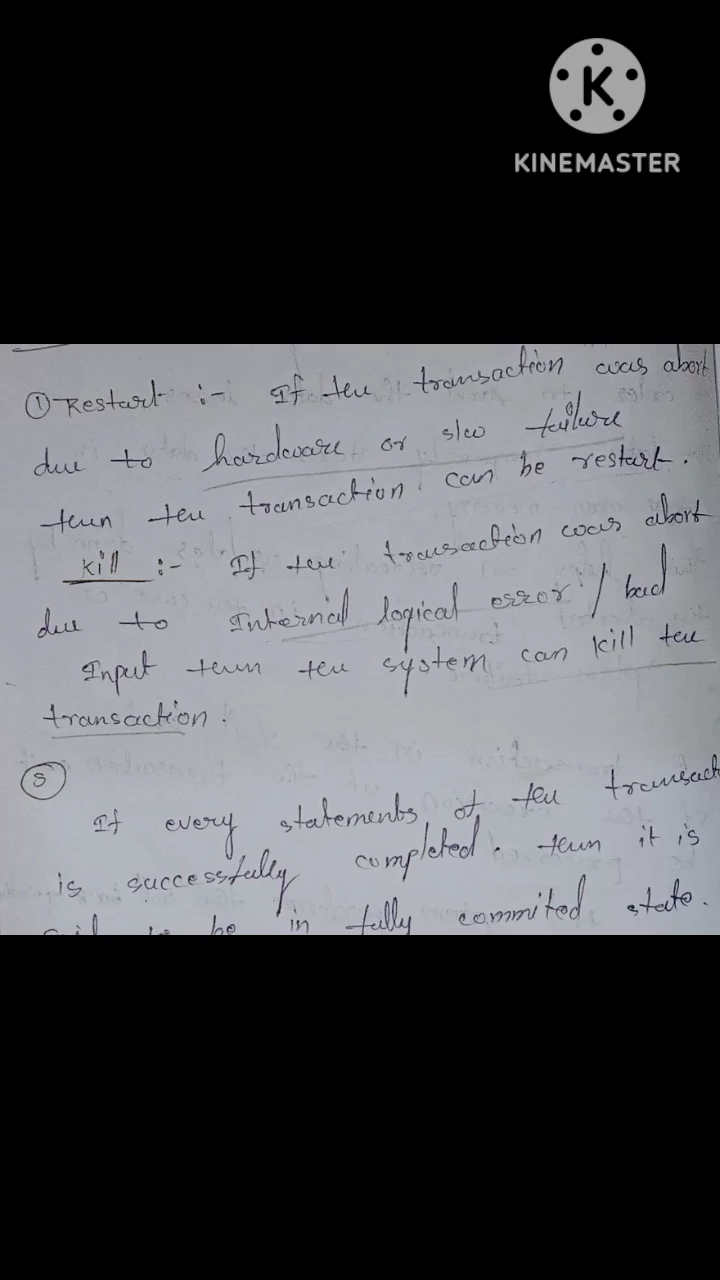 KINEMASTER
① Restart :- If the transaction was abort
due to hardware or s/w failure
then the transaction can be restart.
Kill :- If the transaction was abort
due to Internal logical error / bad
Input then the system can kill the
transaction.
⑤
If every statements of the transact
is successfully completed. then it is
be in fully commited state.